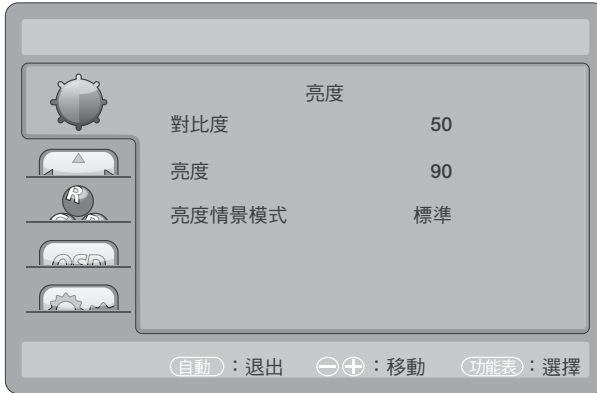 亮度
對比度 50
亮度 90
亮度情景模式 標準
R
OSD
自動：退出 ：移動 功能表：選擇